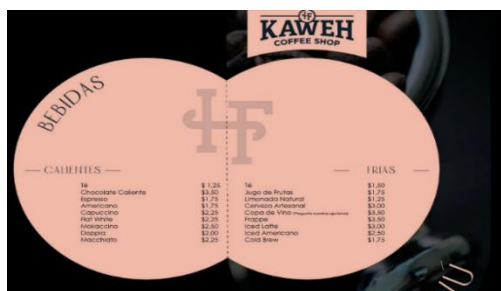 KAWEH
COFFEE SHOP
BEBIDAS
CALIENTES
Té $ 1,25
Chocolate Caliente $3,50
Espresso $1,75
Americano $1,75
Capuccino $2,25
Flat White $2,25
Mokaccino $2,50
Doppia $2,00
Macchiato $2,25
FRIAS
Té $1,50
Jugo de Frutas $1,75
Limonada Natural $1,25
Cerveza Artesanal $3,00
Copa de Vino $3,50
Frappe $3,50
Iced Latte $3,00
Iced Americano $2,50
Cold Brew $1,75